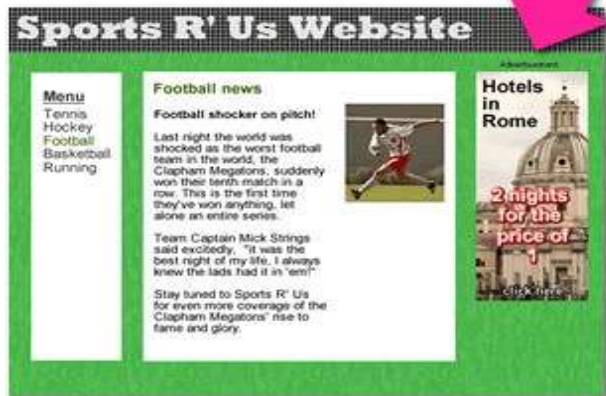 Sports R' Us Website
Menu
Tennis
Hockey
Football
Basketball
Running
Football news
Football shocker on pitch!
Last night the world was
shocked as the worst football
team in the world, the
Clapham Megatons, suddenly
won their tenth match in a
row. This is the first time
they've won anything, let
alone an entire series.
Team Captain Mick Strings
said excitedly, "it was the
best night of my life, I always
knew the lads had it in 'em!"
Stay tuned to Sports R' Us
for even more coverage of the
Clapham Megatons' rise to
fame and glory.
Advertisement
Hotels
in
Rome
2 nights
for the
price of
1
click here